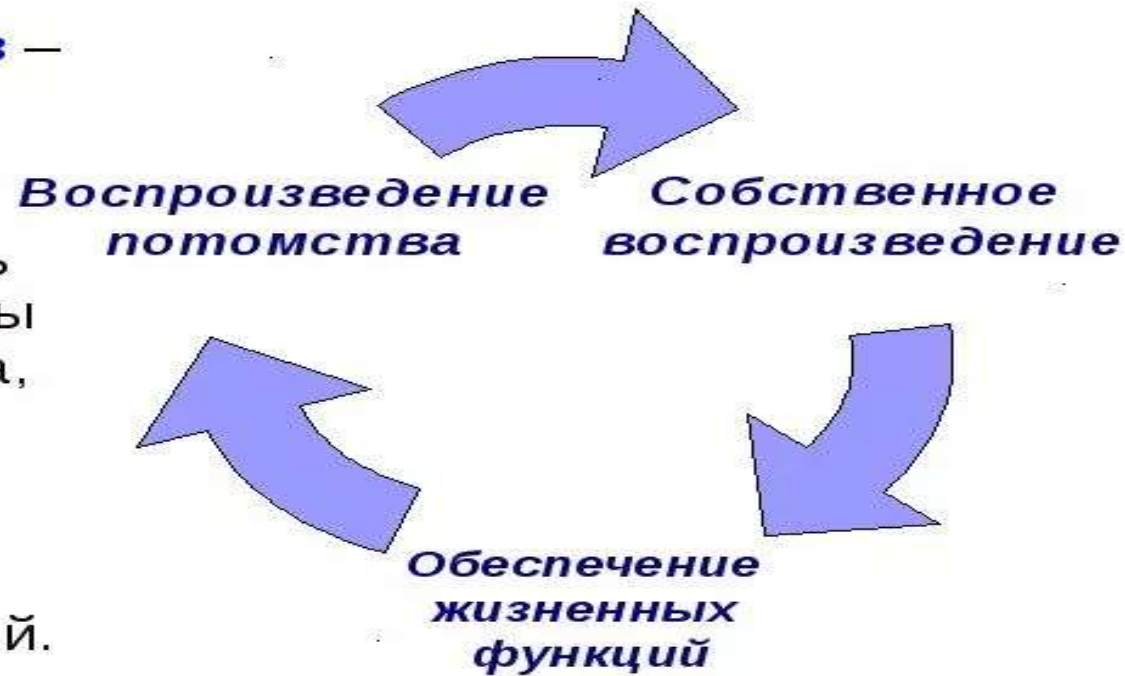 –
Воспроизведение
потомства
Собственное
воспроизведение
ы
а,
Обеспечение
жизненных
функций
й.